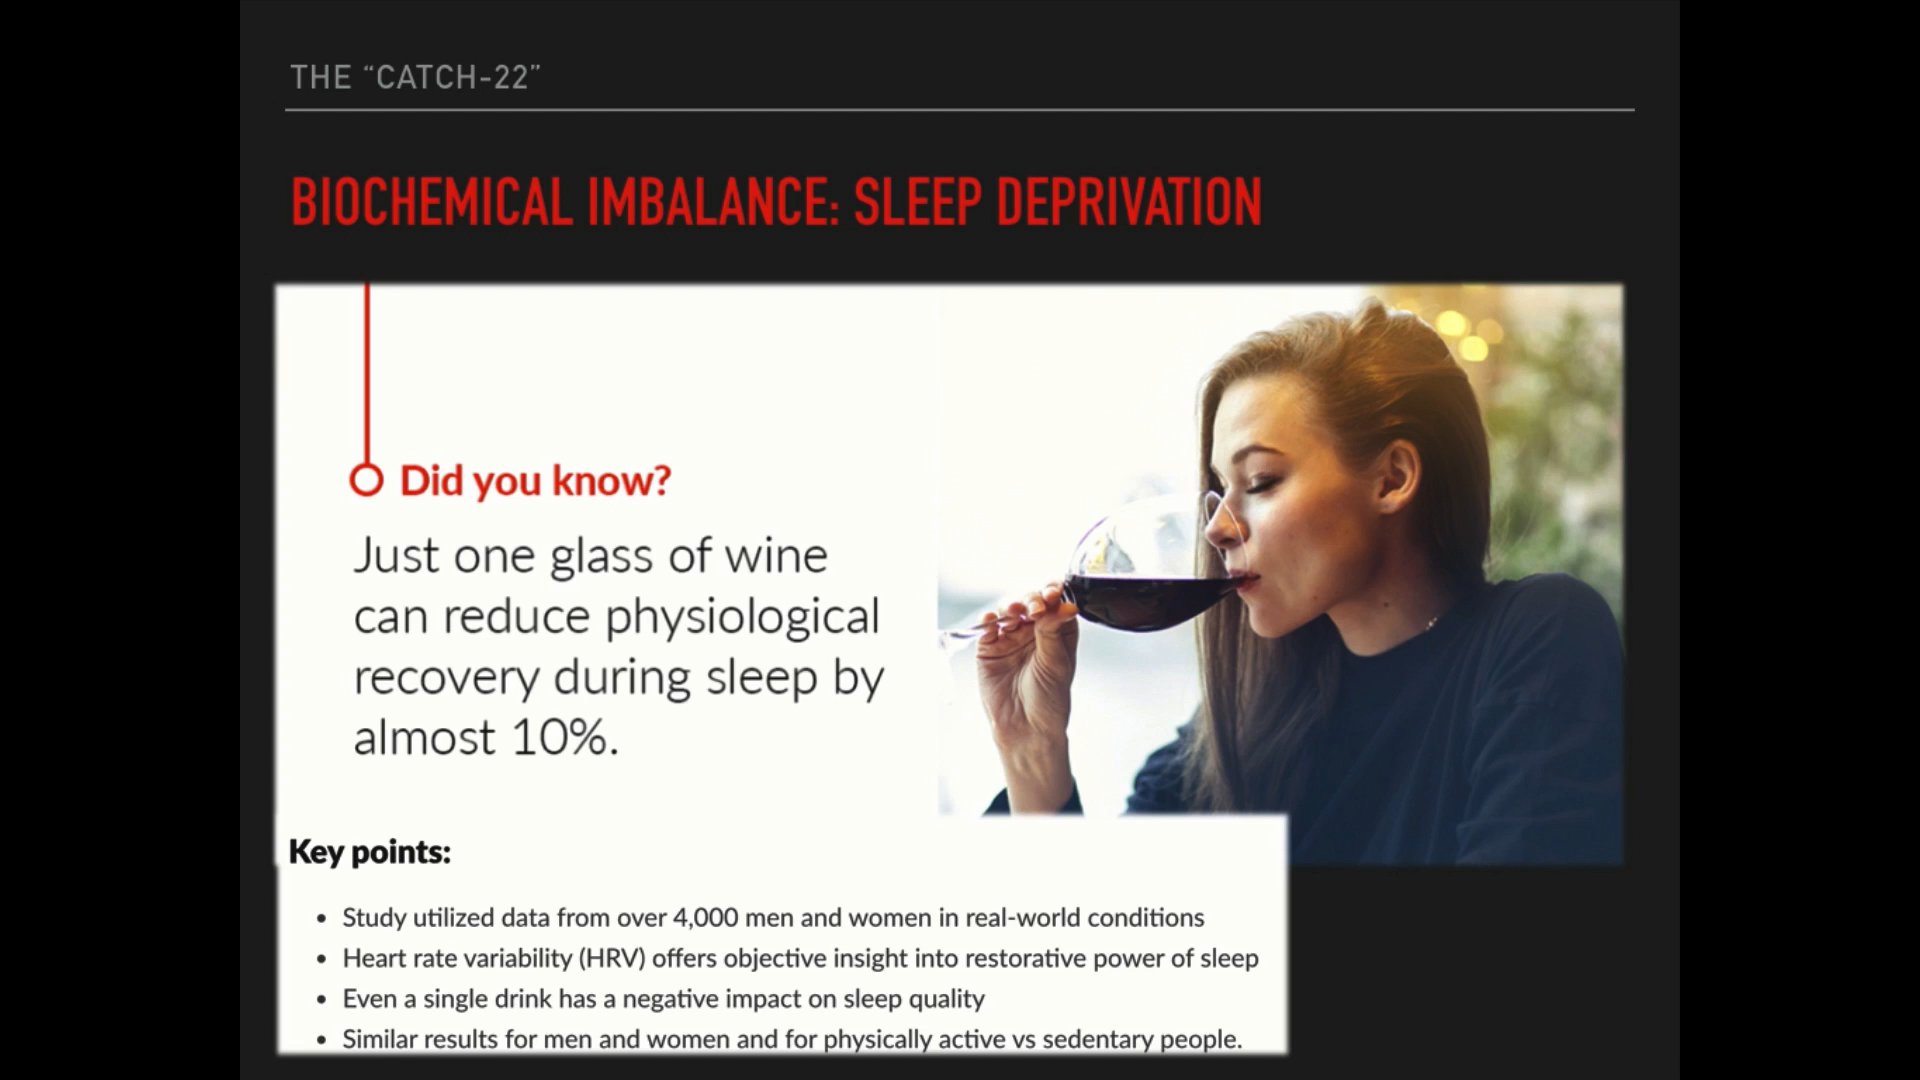 THE “CATCH-22”
BIOCHEMICAL IMBALANCE: SLEEP DEPRIVATION
Did you know?
Just one glass of wine
can reduce physiological
recovery during sleep by
almost 10%.
Key points:
• Study utilized data from over 4,000 men and women in real-world conditions
• Heart rate variability (HRV) offers objective insight into restorative power of sleep
• Even a single drink has a negative impact on sleep quality
• Similar results for men and women and for physically active vs sedentary people.